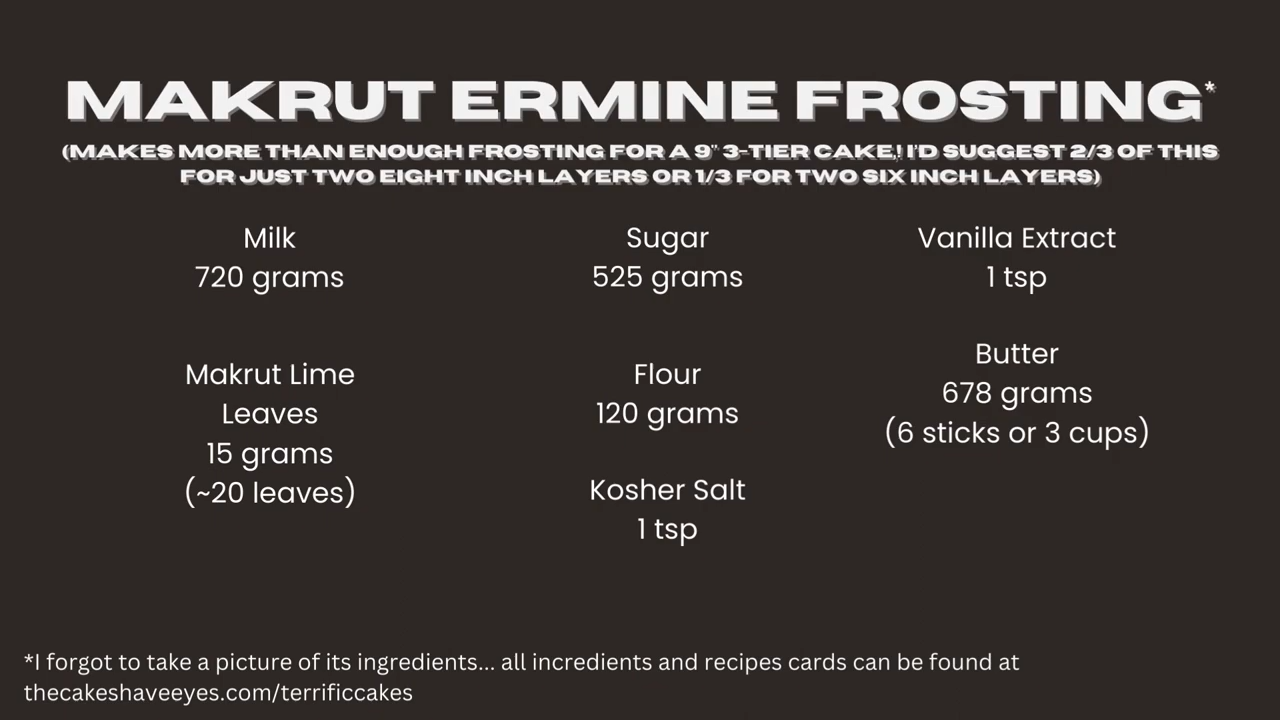 MAKRUT ERMINE FROSTING*
(MAKES MORE THAN ENOUGH FROSTING FOR A 9" 3-TIER CAKE! I'D SUGGEST 2/3 OF THIS
FOR JUST TWO EIGHT INCH LAYERS OR 1/3 FOR TWO SIX INCH LAYERS)
Milk
720 grams
Makrut Lime
Leaves
15 grams
(~20 leaves)
Sugar
525 grams
Flour
120 grams
Kosher Salt
1 tsp
Vanilla Extract
1 tsp
Butter
678 grams
(6 sticks or 3 cups)
*I forgot to take a picture of its ingredients... all incredients and recipes cards can be found at
thecakeshaveeyes.com/terrificcakes